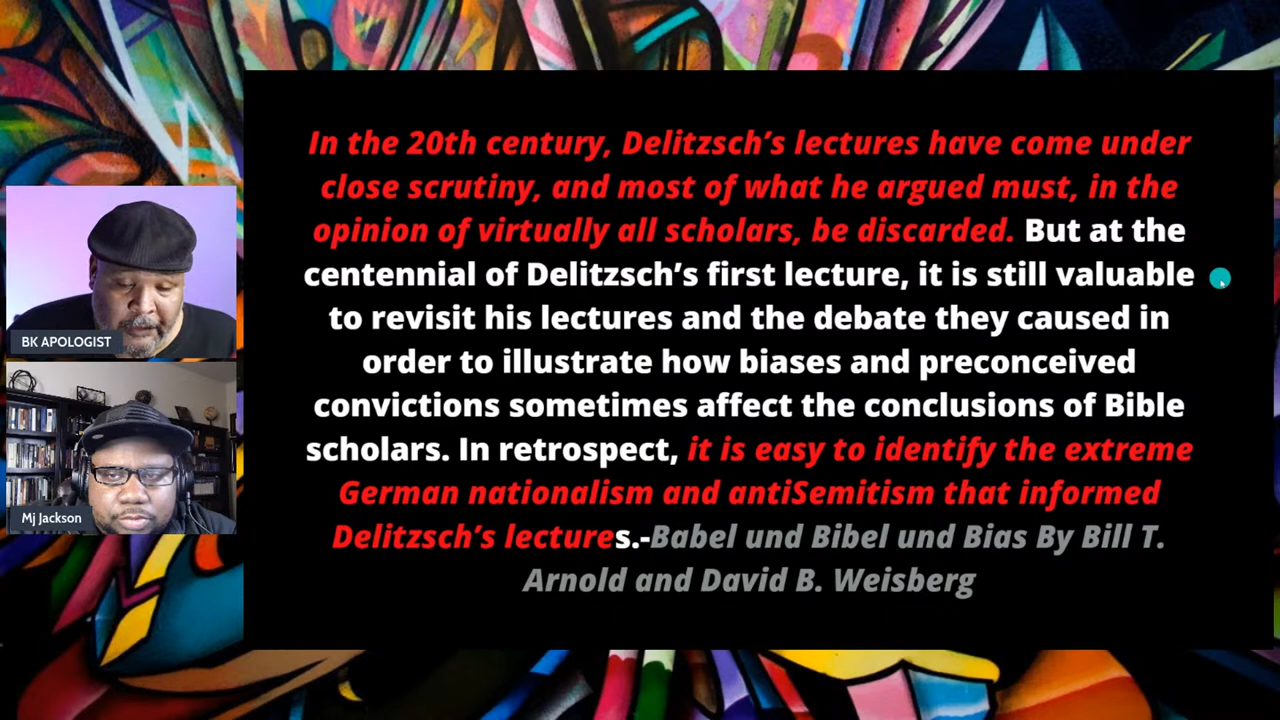 In the 20th century, Delitzsch's lectures have come under
close scrutiny, and most of what he argued must, in the
opinion of virtually all scholars, be discarded. But at the
centennial of Delitzsch's first lecture, it is still valuable
to revisit his lectures and the debate they caused in
order to illustrate how biases and preconceived
convictions sometimes affect the conclusions of Bible
scholars. In retrospect, it is easy to identify the extreme
German nationalism and antiSemitism that informed
Delitzsch's lectures.-Babel und Bibel und Bias By Bill T.
Arnold and David B. Weisberg
BK APOLOGIST
Mj Jackson